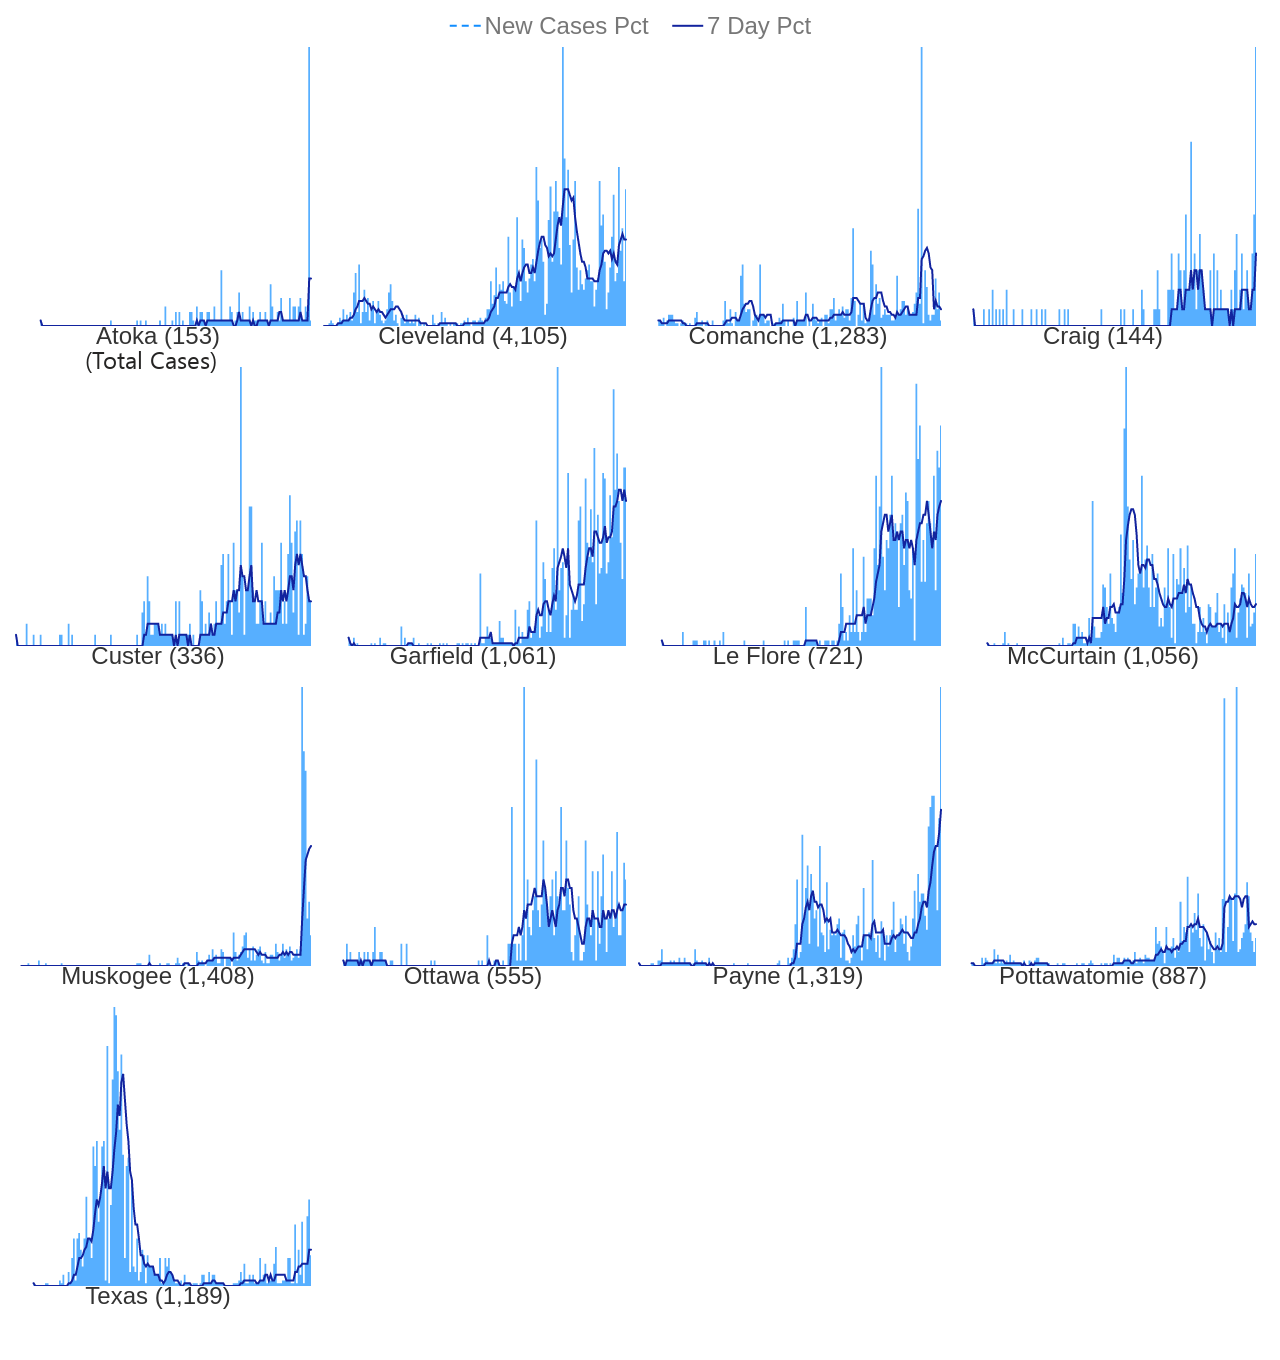 New Cases Pct 7 Day Pct
Atoka (153) Cleveland (4,105) Comanche (1,283) Craig (144)
(Total Cases)
Custer (336) Garfield (1,061) Le Flore (721) McCurtain (1,056)
Muskogee (1,408) Ottawa (555) Payne (1,319) Pottawatomie (887)
Texas (1,189)